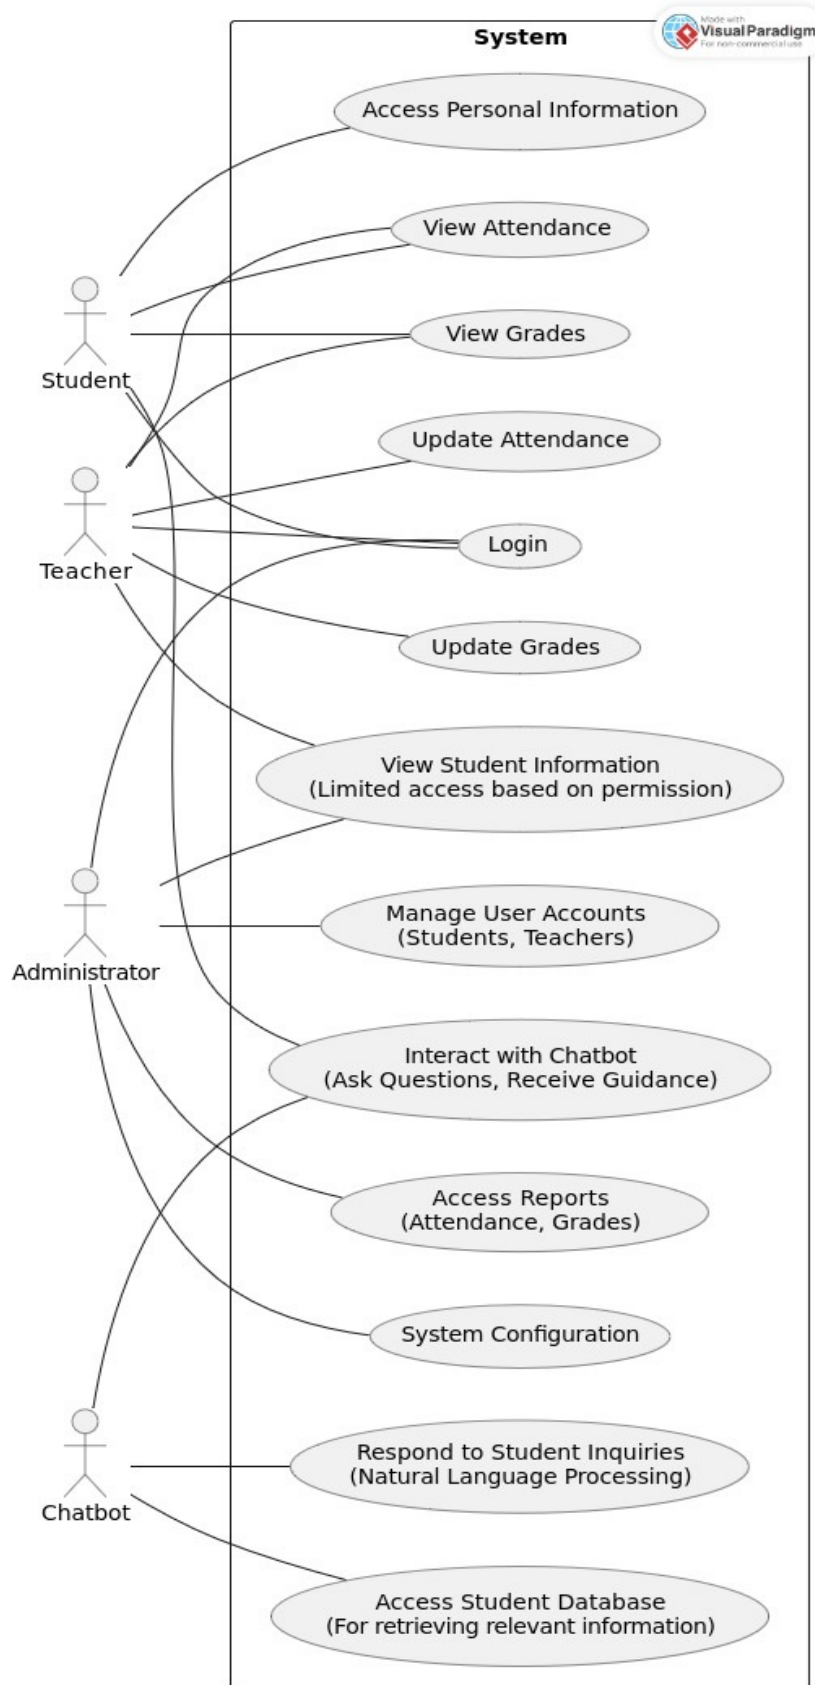 Made with
Visual Paradigm
For non-commercial use
System
Access Personal Information
View Attendance
View Grades
Student
Update Attendance
Login
Teacher
Update Grades
View Student Information
(Limited access based on permission)
Manage User Accounts
(Students, Teachers)
Administrator
Interact with Chatbot
(Ask Questions, Receive Guidance)
Access Reports
(Attendance, Grades)
System Configuration
Respond to Student Inquiries
(Natural Language Processing)
Chatbot
Access Student Database
(For retrieving relevant information)